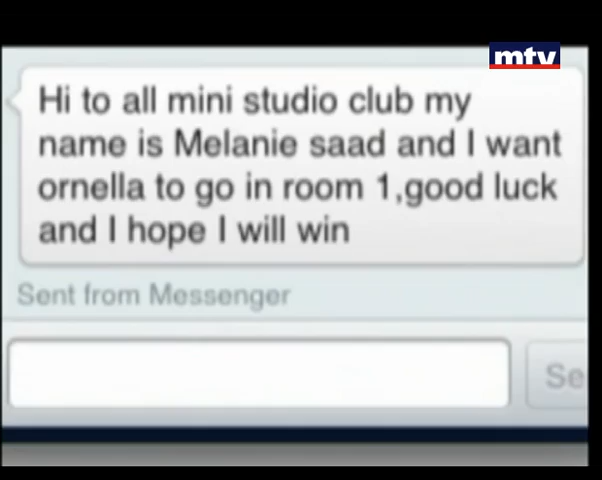 mtv
Hi to all mini studio club my
name is Melanie saad and I want
ornella to go in room 1,good luck
and I hope I will win
Sent from Messenger
Se